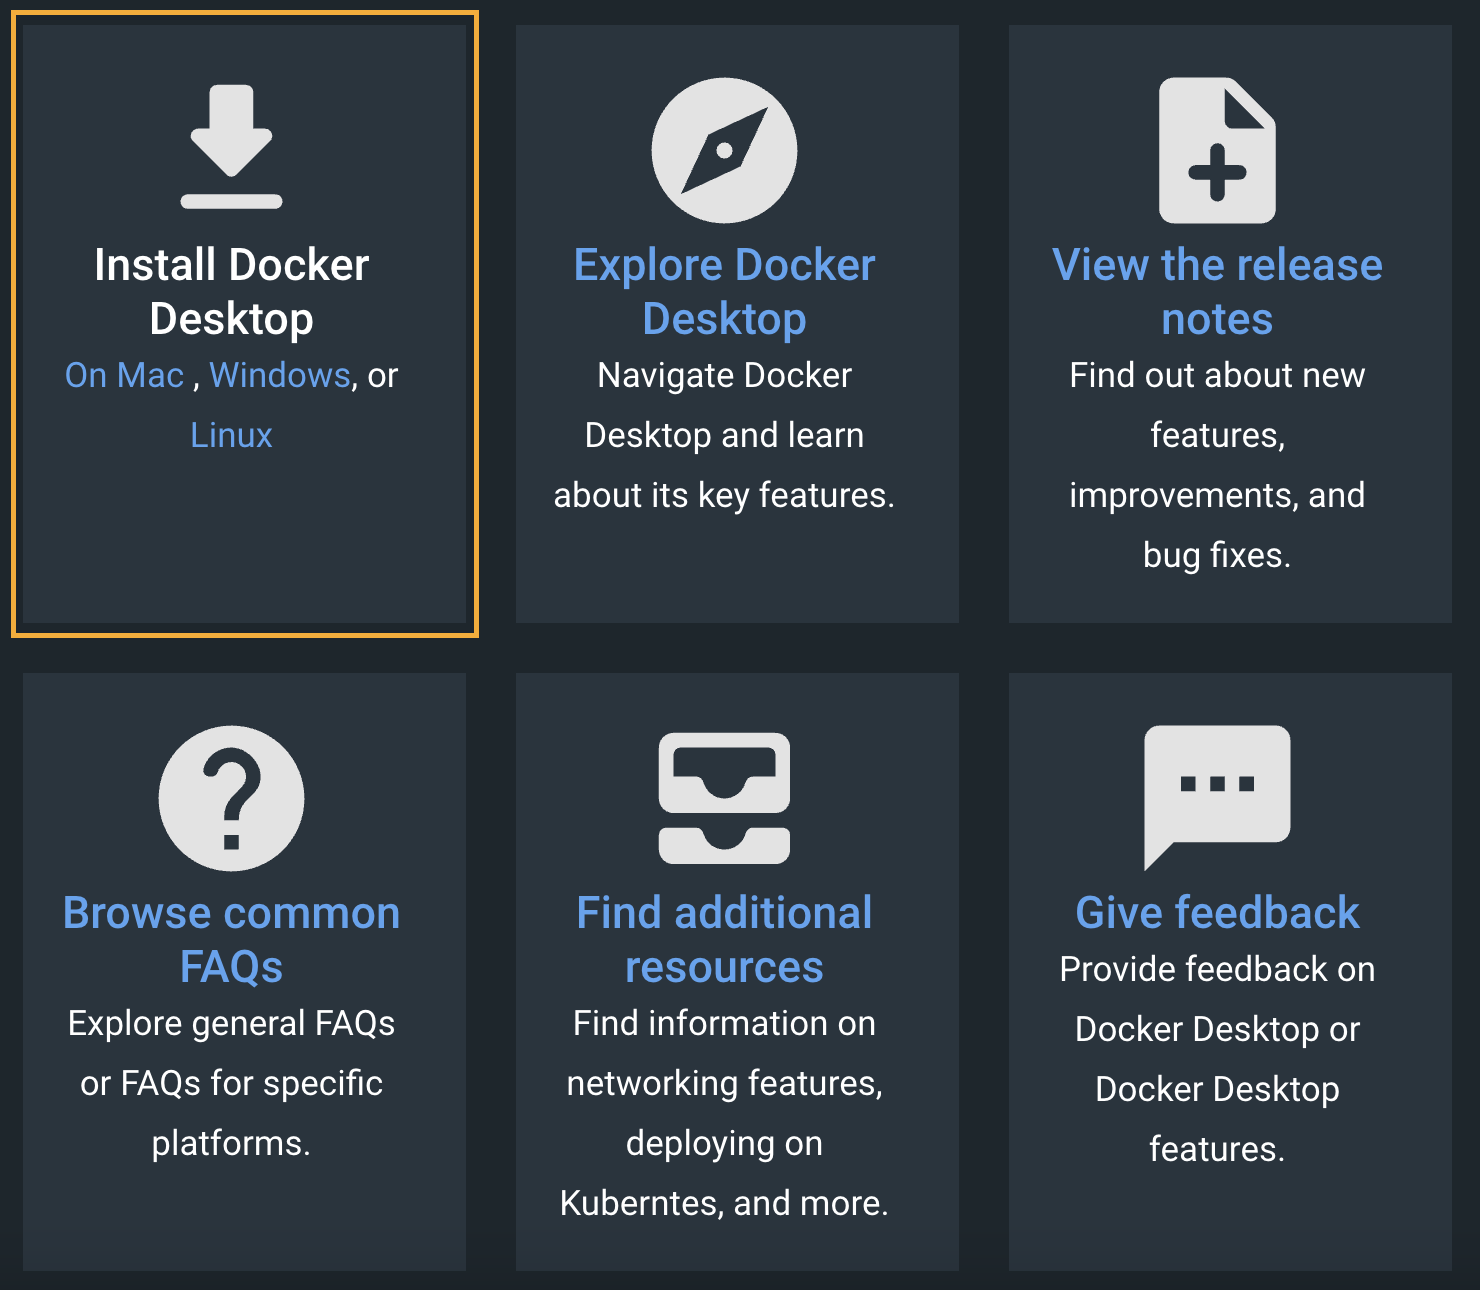 Install Docker
Desktop
On Mac , Windows, or
Linux
Explore Docker
Desktop
Navigate Docker
Desktop and learn
about its key features.
View the release
notes
Find out about new
features,
improvements, and
bug fixes.
Browse common
FAQs
Explore general FAQs
or FAQs for specific
platforms.
Find additional
resources
Find information on
networking features,
deploying on
Kuberntes, and more.
Give feedback
Provide feedback on
Docker Desktop or
Docker Desktop
features.